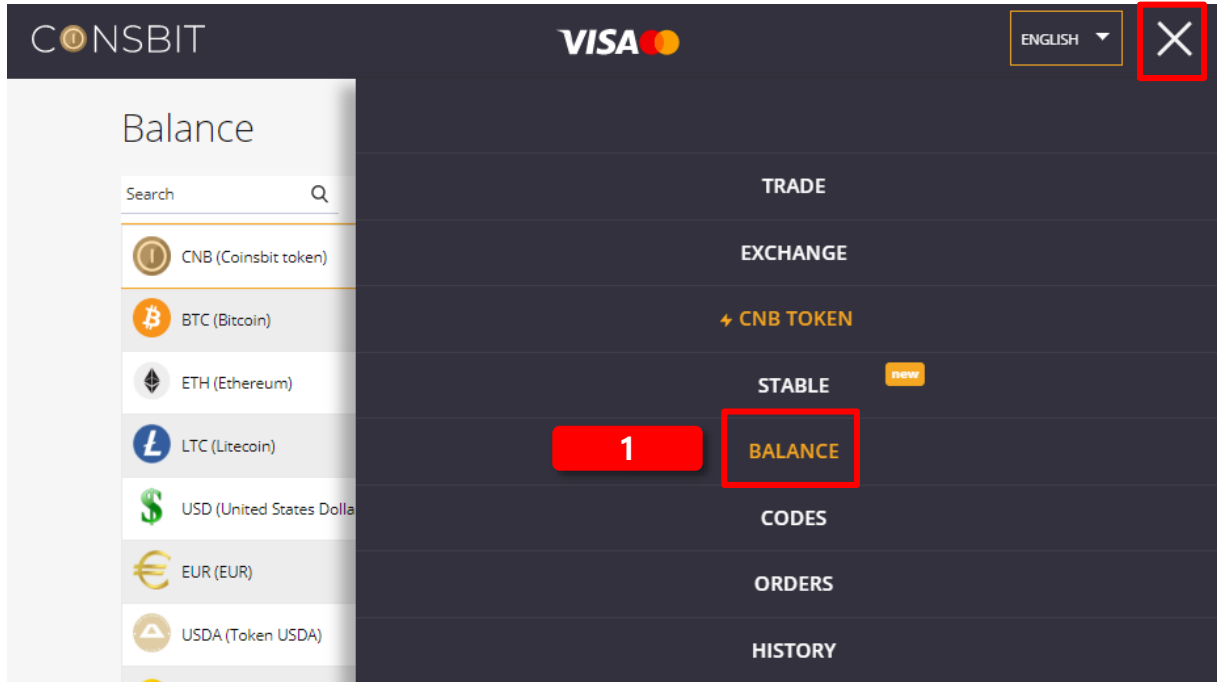 CONSBIT
VISA
ENGLISH
Balance
Search
CNB (Coinsbit token)
BTC (Bitcoin)
ETH (Ethereum)
LTC (Litecoin)
USD (United States Dolla
EUR (EUR)
USDA (Token USDA)
TRADE
EXCHANGE
CNB TOKEN
STABLE new
1 BALANCE
CODES
ORDERS
HISTORY